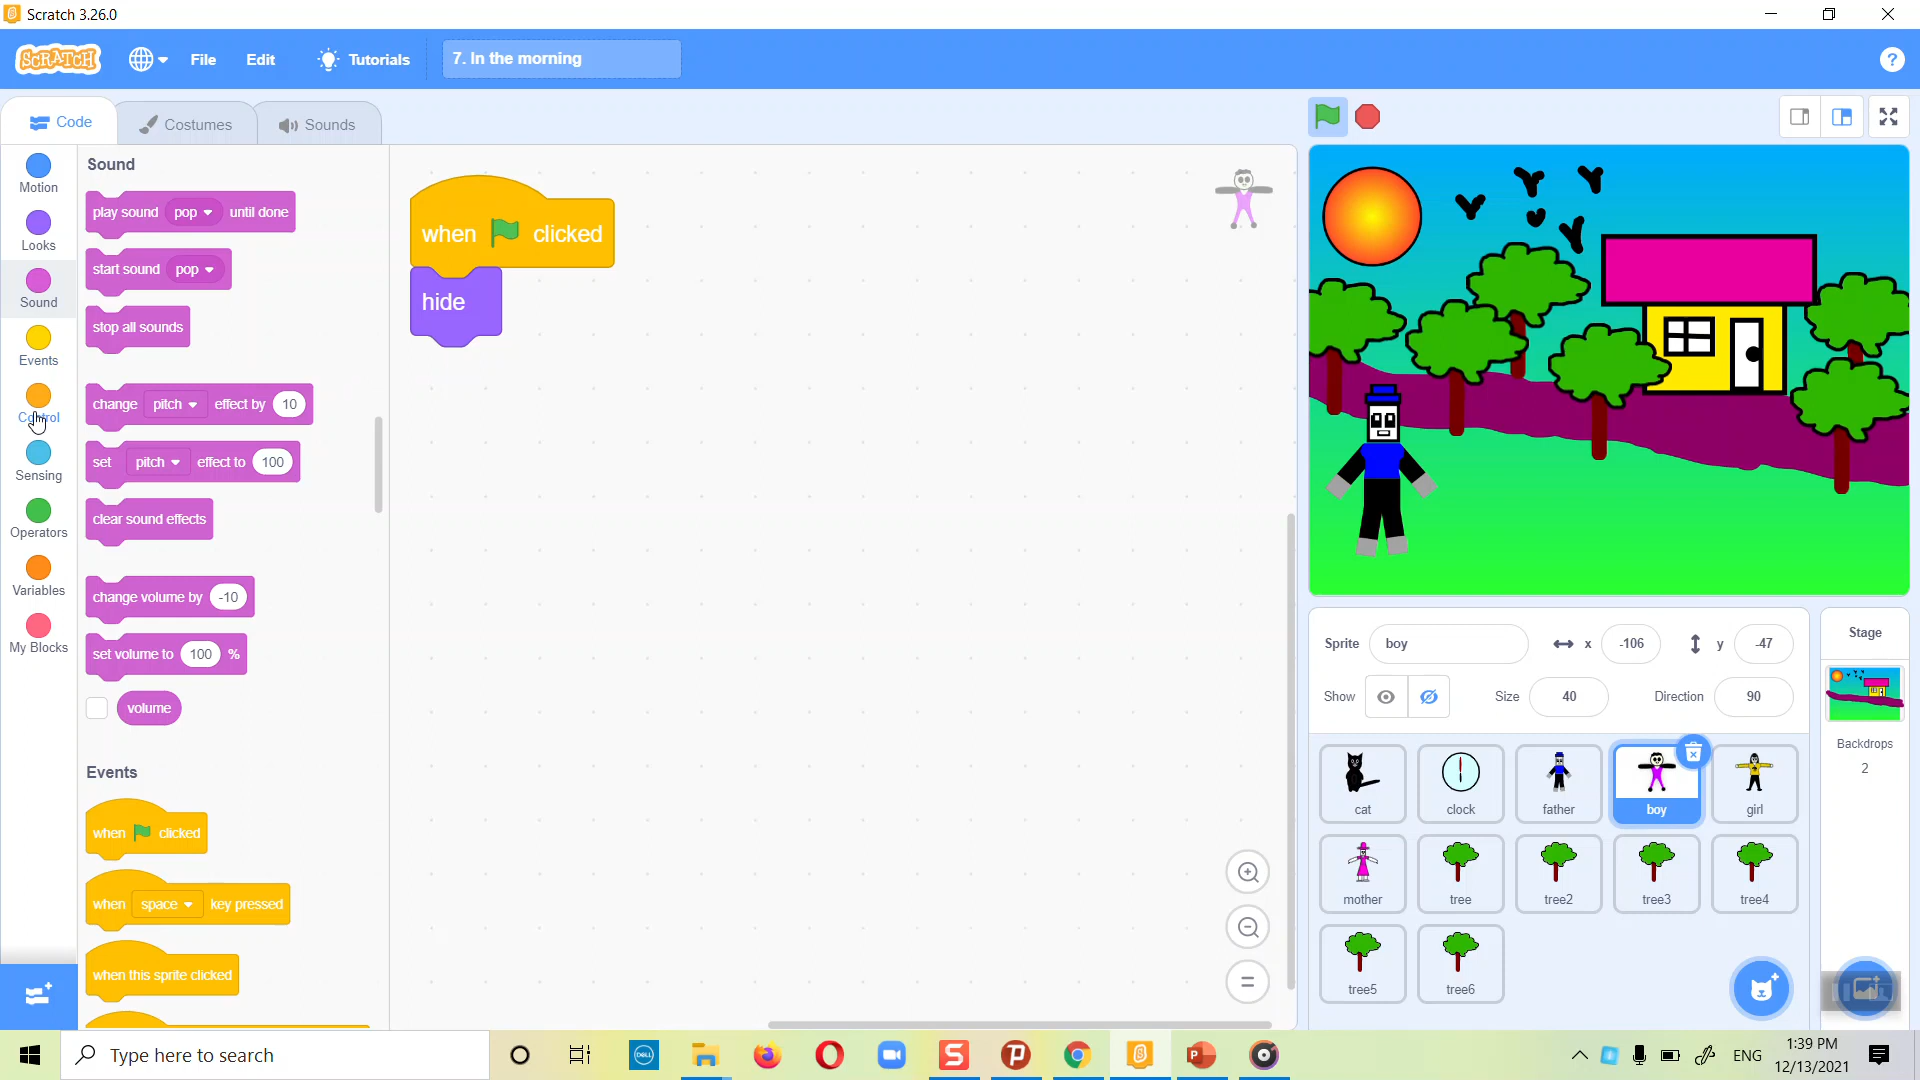 Scratch 3.26.0
SCRATCH
File
Edit
Tutorials
7. In the morning
?
Code
Costumes
Sounds
Motion
Looks
Sound
Events
Control
Sensing
Operators
Variables
My Blocks
Sound
play sound pop until done
start sound pop
stop all sounds
change pitch effect by 10
set pitch effect to 100
clear sound effects
change volume by -10
set volume to 100 %
volume
Events
when clicked
when space key pressed
when this sprite clicked
when clicked
hide
Sprite boy x -106 y -47
Show Size 40 Direction 90
Stage
Backdrops
2
cat
clock
father
boy
girl
mother
tree
tree2
tree3
tree4
tree5
tree6
Type here to search
DELL
ENG
1:39 PM
12/13/2021